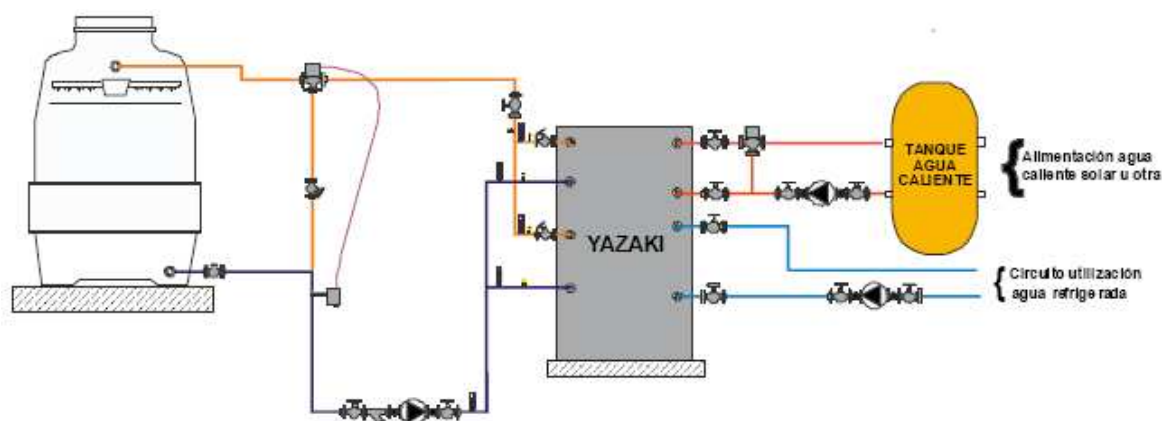 YAZAKI
TANQUE
AGUA
CALIENTE
Alimentación agua
caliente solar u otra
Circuito utilización
agua refrigerada